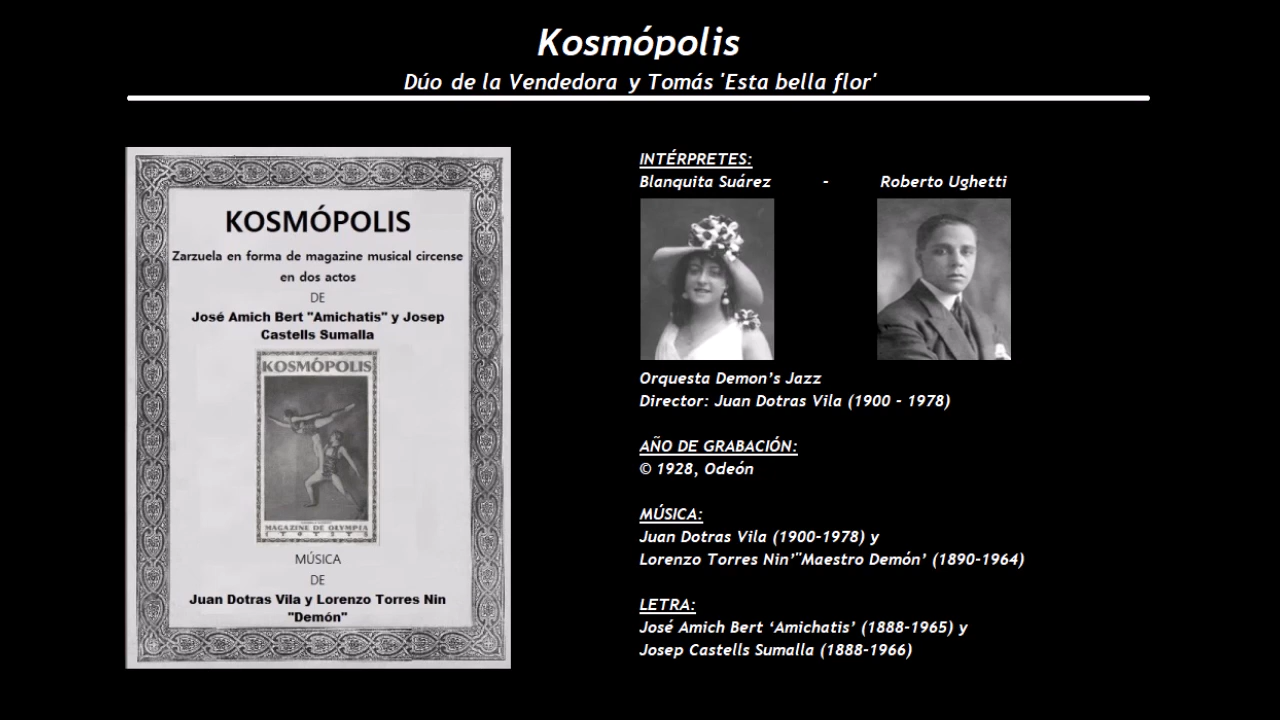 Kosmópolis
Dúo de la Vendedora y Tomás 'Esta bella flor'
KOSMÓPOLIS
Zarzuela en forma de magazine musical circense
en dos actos
DE
José Amich Bert "Amichatis" y Josep
Castells Sumalla
KOSMÓPOLIS
MAGAZINE DE OLYMPIA
MÚSICA
DE
Juan Dotras Vila y Lorenzo Torres Nin
"Demón"
INTÉRPRETES:
Blanquita Suárez - Roberto Ughetti
Orquesta Demon's Jazz
Director: Juan Dotras Vila (1900 - 1978)
AÑO DE GRABACIÓN:
© 1928, Odeón
MÚSICA:
Juan Dotras Vila (1900-1978) y
Lorenzo Torres Nin'"Maestro Demón' (1890-1964)
LETRA:
José Amich Bert 'Amichatis' (1888-1965) y
Josep Castells Sumalla (1888-1966)